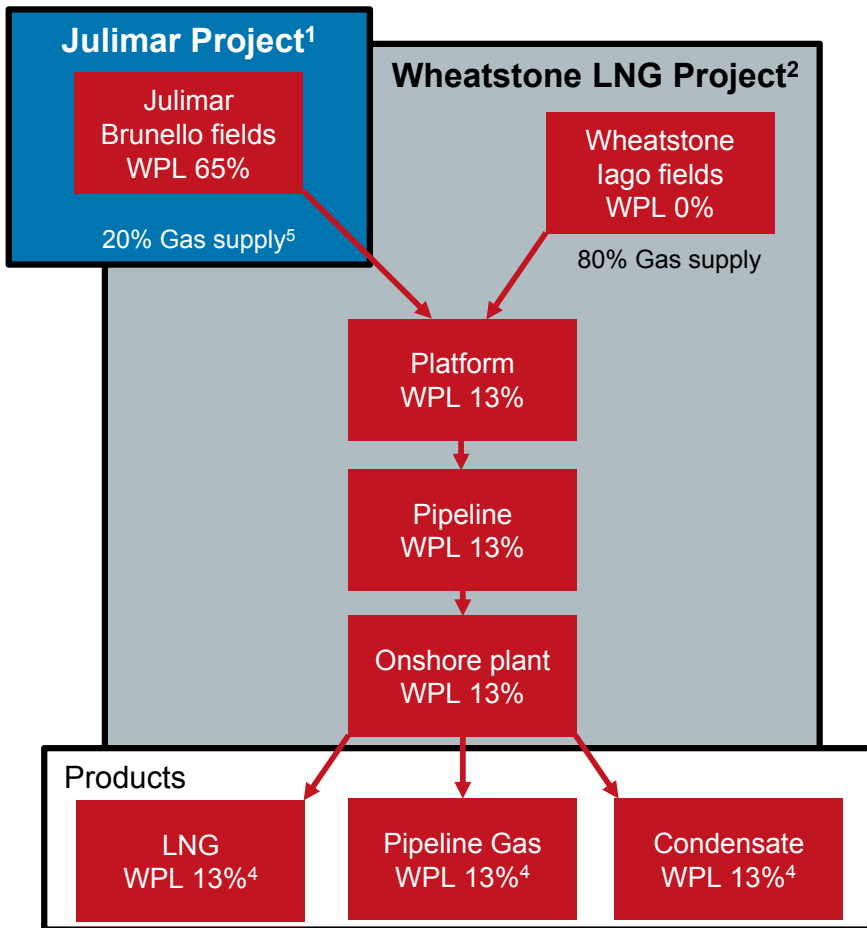 Julimar Project¹
Wheatstone LNG Project²
Julimar
Brunello fields
WPL 65%
Wheatstone
Iago fields
WPL 0%
20% Gas supply⁵
80% Gas supply
Platform
WPL 13%
Pipeline
WPL 13%
Onshore plant
WPL 13%
Products
LNG
WPL 13%⁴
Pipeline Gas
WPL 13%⁴
Condensate
WPL 13%⁴